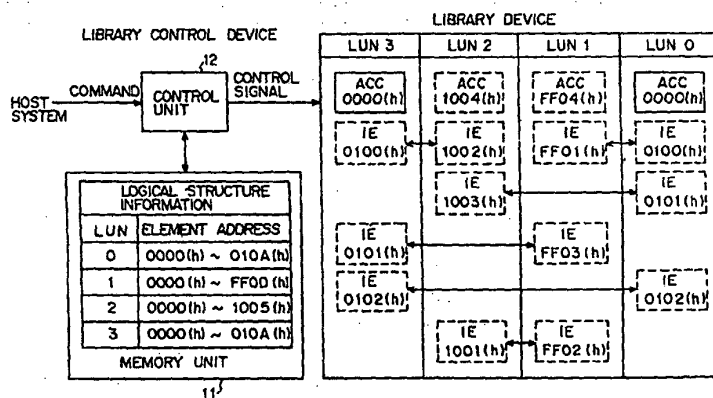 LIBRARY DEVICE
LIBRARY CONTROL DEVICE
LUN 3 LUN 2 LUN 1 LUN 0
12
COMMAND
CONTROL SIGNAL
HOST SYSTEM
CONTROL UNIT
ACC 0000(h)
ACC 1004(h)
ACC FF04(h)
ACC 0000(h)
IE 0100(h)
IE 1002(h)
IE FF01(h)
IE 0100(h)
IE 1003(h)
IE 0101(h)
IE 0101(h)
IE FF03(h)
IE 0102(h)
IE 0102(h)
IE 1001(h)
IE FF02(h)
LOGICAL STRUCTURE INFORMATION
LUN ELEMENT ADDRESS
0 0000(h) ~ 010A(h)
1 0000(h) ~ FF00(h)
2 0000(h) ~ 1005(h)
3 0000(h) ~ 010A(h)
MEMORY UNIT
11